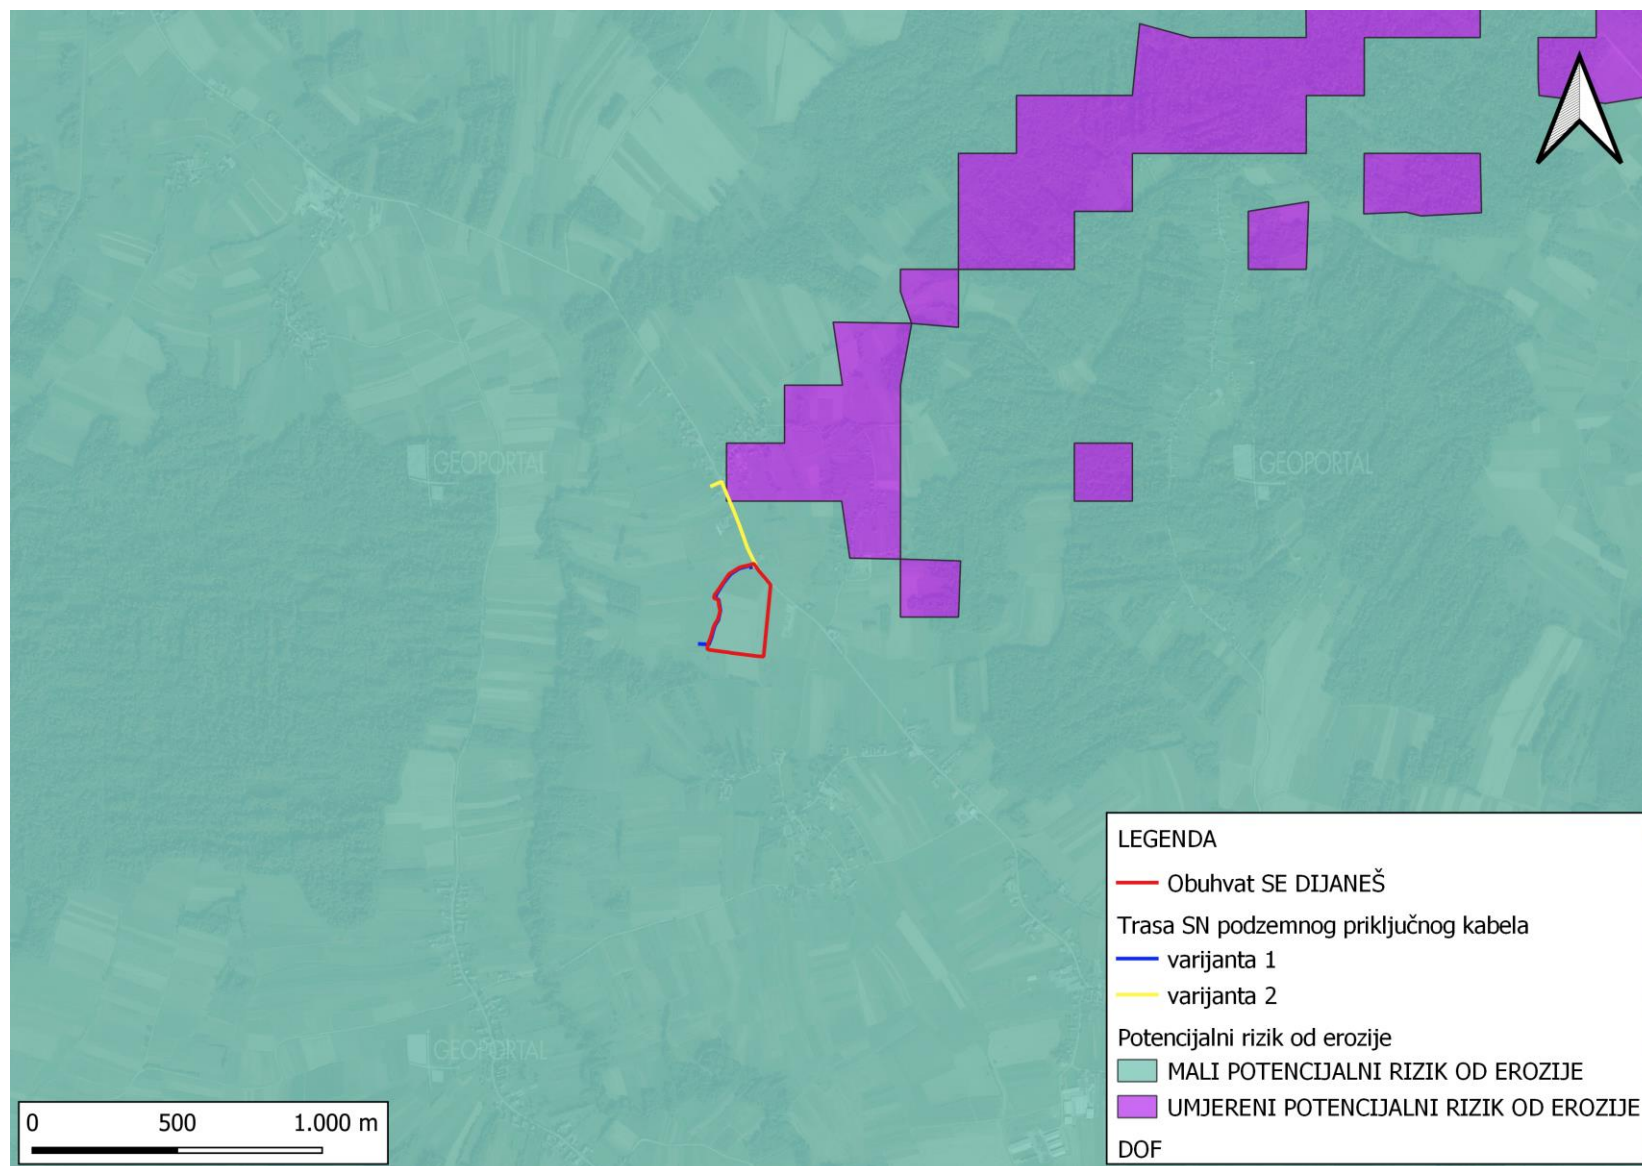 GEOPORTAL
GEOPORTAL
GEOPORTAL
LEGENDA
Obuhvat SE DIJANEŠ
Trasa SN podzemnog priključnog kabela
varijanta 1
varijanta 2
Potencijalni rizik od erozije
MALI POTENCIJALNI RIZIK OD EROZIJE
UMJERENI POTENCIJALNI RIZIK OD EROZIJE
DOF
0 500 1.000 m